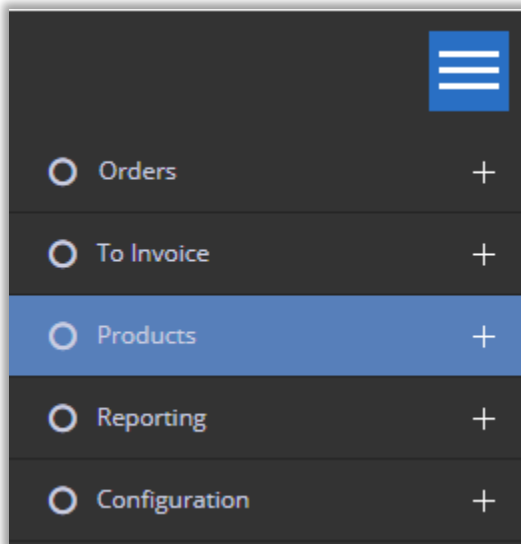 Orders
To Invoice
Products
Reporting
Configuration